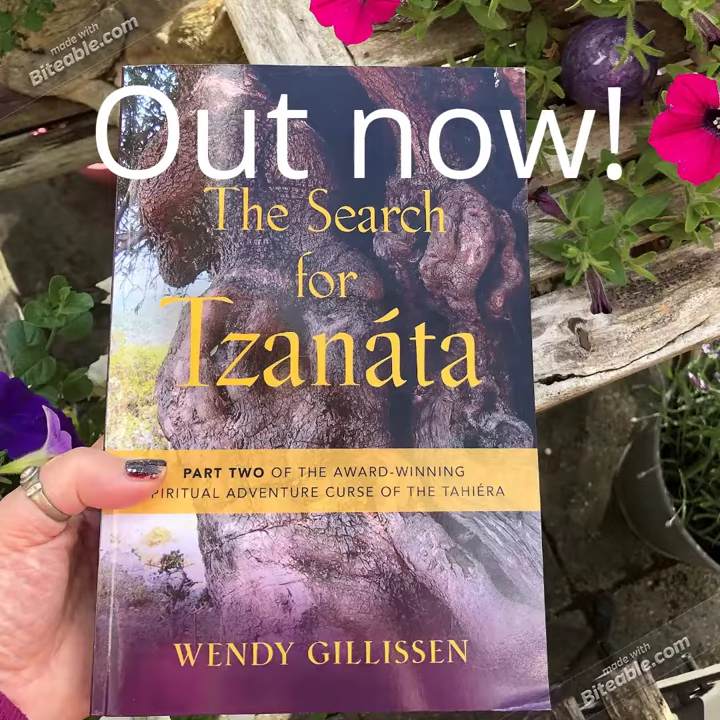 made with
Biteable.com
Out now!
The Search
for
Tzanáta
PART TWO OF THE AWARD-WINNING
PIRITUAL ADVENTURE CURSE OF THE TAHIÉRA
WENDY GILLISSEN
made with
Biteable.com